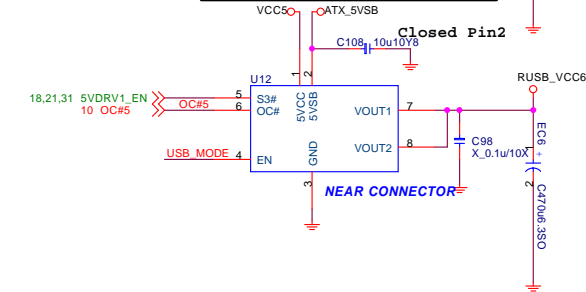 VCC5 ATX_5VSB
Closed Pin2
C108 10u10Y8
RUSB_VCC6
U12
1 2
18,21,31 5VDRV1_EN 5 S3# 5VCC 5VSB
10 OC#5 OC#5 6 OC# VOUT1 7
USB_MODE 4 EN GND VOUT2 8
C98
X_0.1u/10X
EC6 1 + 2 C470u6.3SO
3
NEAR CONNECTOR